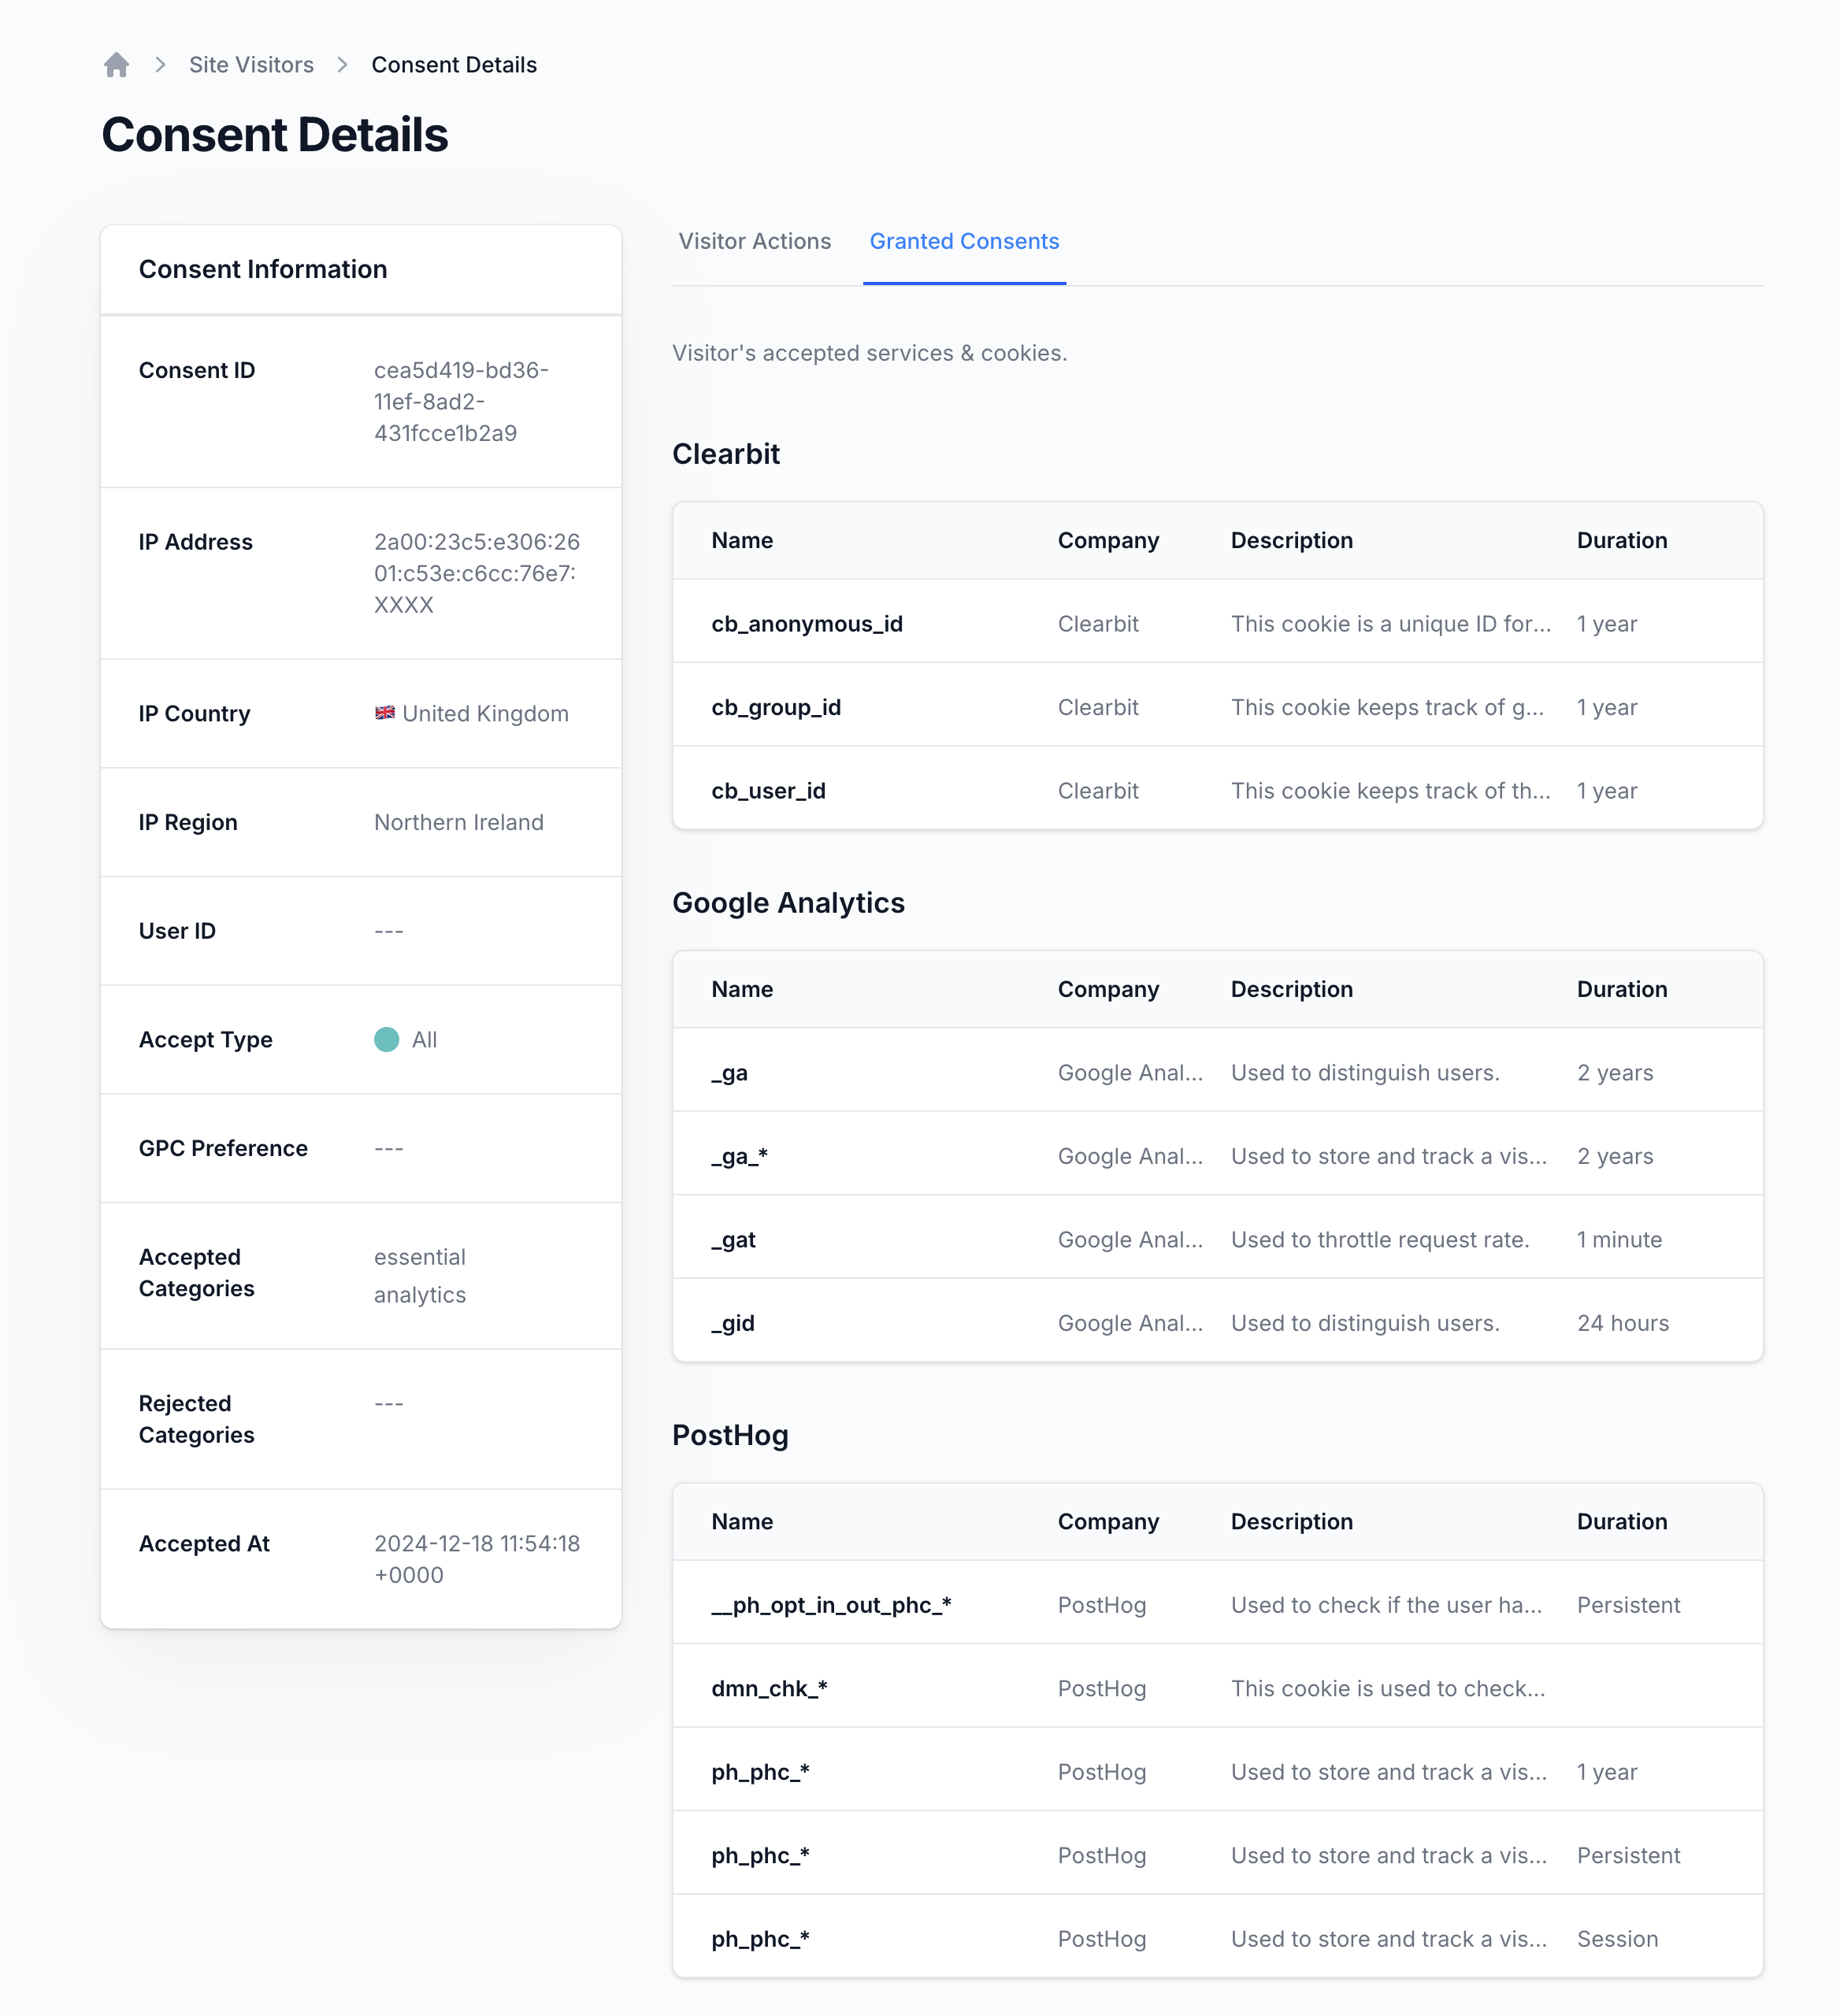 Site Visitors
Consent Details
Consent Details
Consent Information
Consent ID
cea5d419-bd36-
11ef-8ad2-
431fcce1b2a9
IP Address
2a00:23c5:e306:26
01:c53e:c6cc:76e7:
XXXX
IP Country
United Kingdom
IP Region
Northern Ireland
User ID
---
Accept Type
All
GPC Preference
---
Accepted
Categories
essential
analytics
Rejected
Categories
---
Accepted At
2024-12-18 11:54:18
+0000
Visitor Actions
Granted Consents
Visitor's accepted services & cookies.
Clearbit
Name Company Description Duration
cb_anonymous_id Clearbit This cookie is a unique ID for... 1 year
cb_group_id Clearbit This cookie keeps track of g... 1 year
cb_user_id Clearbit This cookie keeps track of th... 1 year
Google Analytics
Name Company Description Duration
_ga Google Anal... Used to distinguish users. 2 years
_ga_* Google Anal... Used to store and track a vis... 2 years
_gat Google Anal... Used to throttle request rate. 1 minute
_gid Google Anal... Used to distinguish users. 24 hours
PostHog
Name Company Description Duration
__ph_opt_in_out_phc_* PostHog Used to check if the user ha... Persistent
dmn_chk_* PostHog This cookie is used to check...
ph_phc_* PostHog Used to store and track a vis... 1 year
ph_phc_* PostHog Used to store and track a vis... Persistent
ph_phc_* PostHog Used to store and track a vis... Session